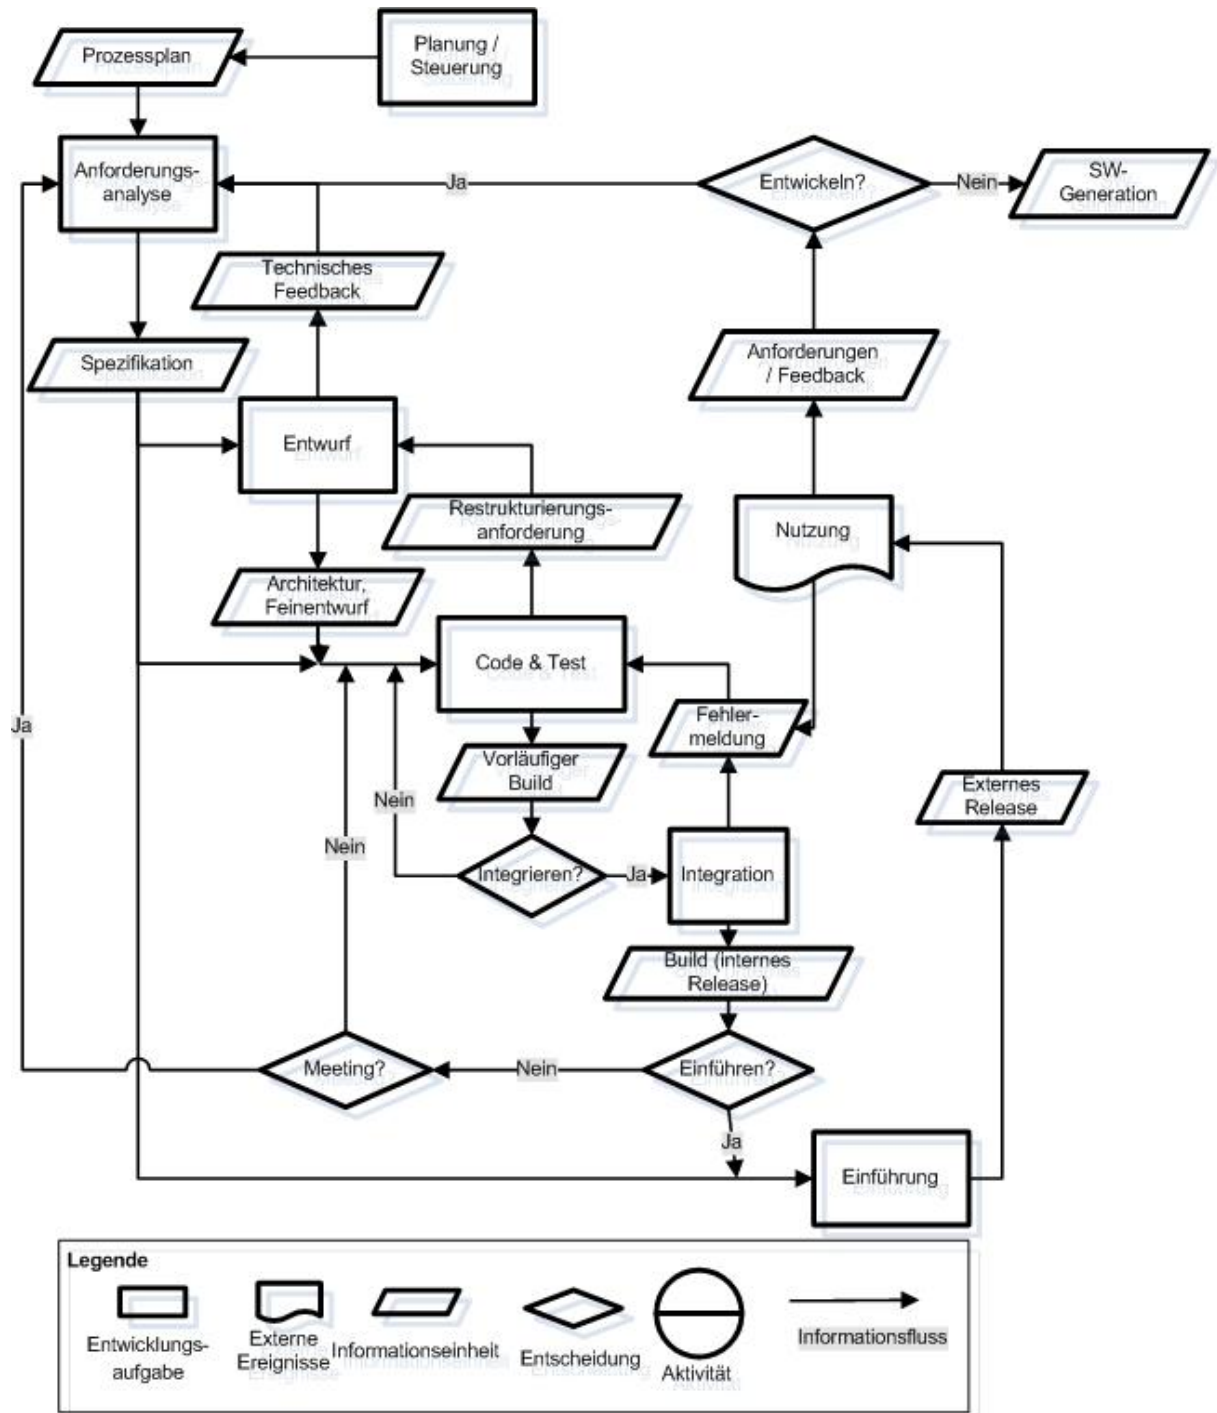 Prozessplan
Planung /
Steuerung
Anforderungs-
analyse
Ja
Entwickeln?
Nein
SW-
Generation
Technisches
Feedback
Spezifikation
Anforderungen
/ Feedback
Entwurf
Restrukturierungs-
anforderung
Nutzung
Architektur,
Feinentwurf
Code & Test
Fehler-
meldung
Ja
Vorläufiger
Build
Externes
Release
Nein
Nein
Integrieren?
Ja
Integration
Build (internes
Release)
Meeting?
Nein
Einführen?
Ja
Einführung
Legende
Entwicklungs-
aufgabe
Externe
Ereignisse
Informationseinheit
Entscheidung
Aktivität
Informationsfluss